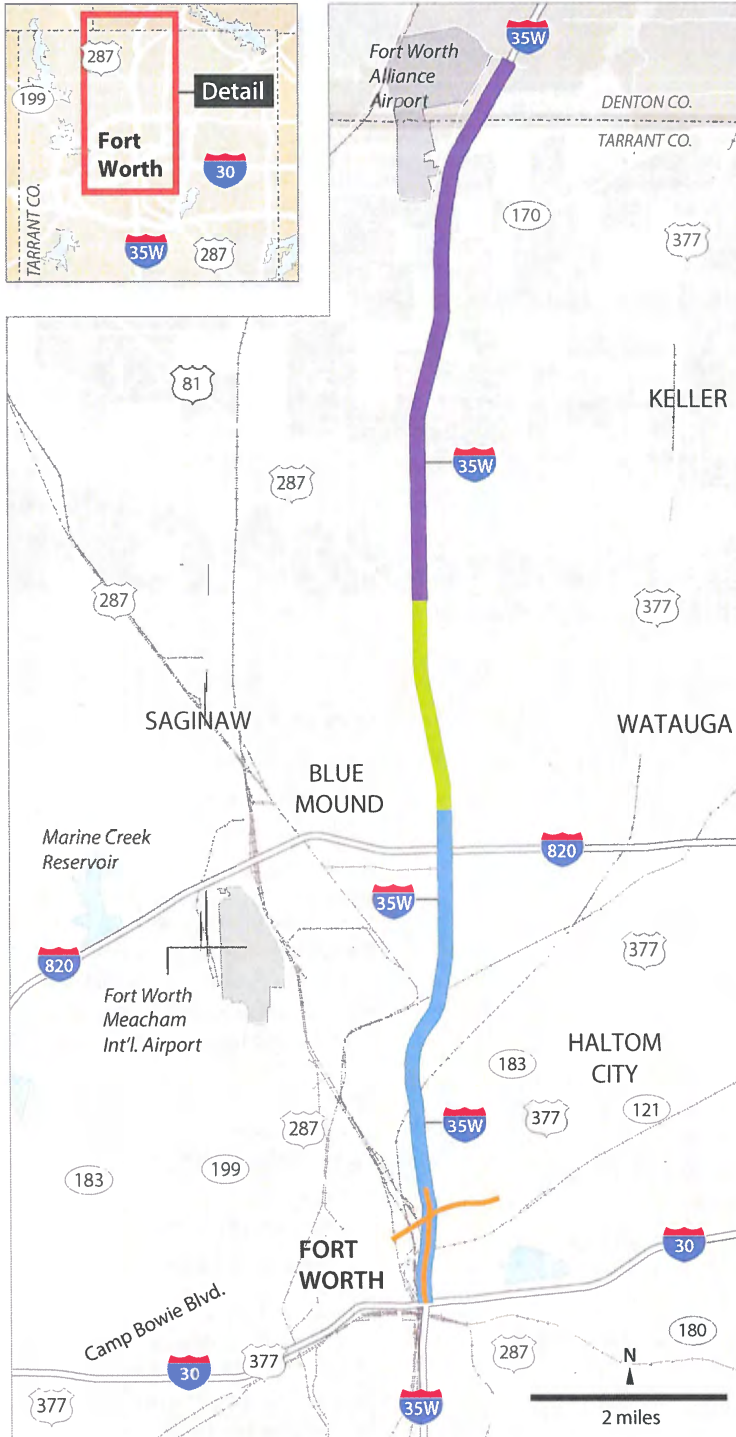 287
199
Detail
Fort
Worth
30
TARRANT CO.
35W
287
Fort Worth
Alliance
Airport
35W
DENTON CO.
TARRANT CO.
170
377
81
KELLER
35W
287
287
377
SAGINAW
WATAUGA
BLUE
MOUND
Marine Creek
Reservoir
820
35W
377
820
Fort Worth
Meacham
Int'l. Airport
HALTOM
CITY
183
121
35W
377
287
183
199
FORT
WORTH
30
Camp Bowie Blvd.
180
377
287
N
30
377
35W
2 miles